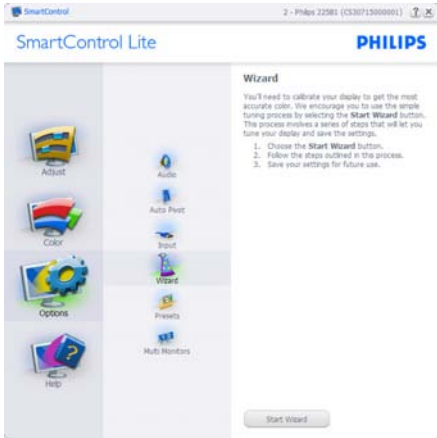 SmartControl
2 - Philips 225B1 (CS30715000001)
SmartControl Lite
PHILIPS
Adjust
Color
Options
Help
Audio
Auto Pivot
Input
Wizard
Presets
Multi Monitors
Wizard
You'll need to calibrate your display to get the most
accurate color. We encourage you to use the simple
tuning process by selecting the Start Wizard button.
This process involves a series of steps that will let you
tune your display and save the settings.
1. Choose the Start Wizard button.
2. Follow the steps outlined in this process.
3. Save your settings for future use.
Start Wizard